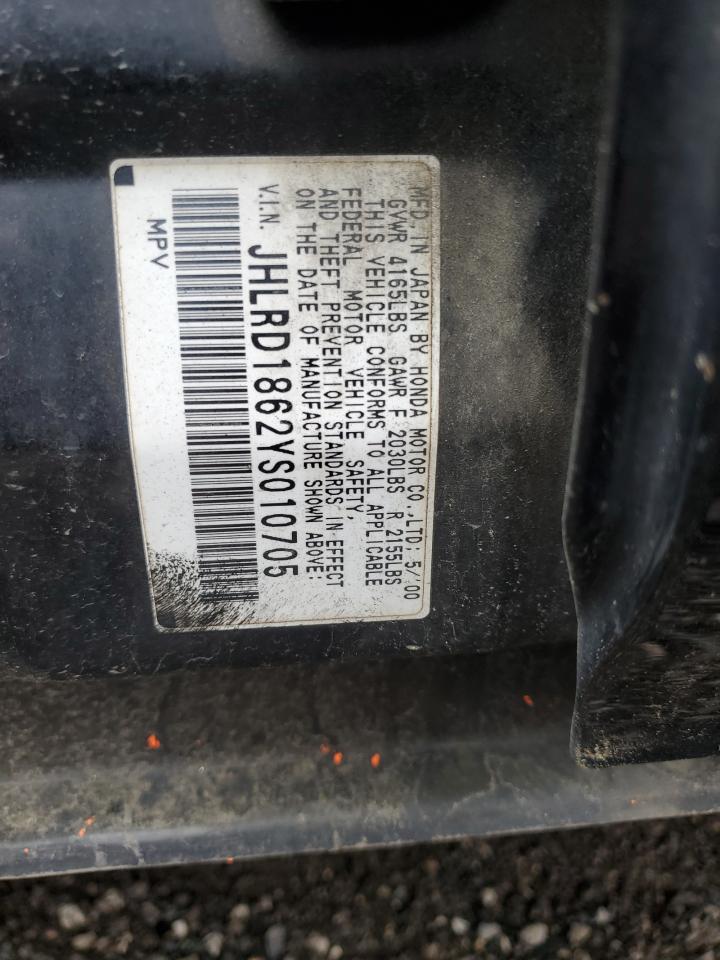 MFD. IN JAPAN BY HONDA MOTOR CO.,LTD; 5/'00
GVWR 4165LBS GAWR F 2030LBS R 2155LBS
THIS VEHICLE CONFORMS TO ALL APPLICABLE
FEDERAL MOTOR VEHICLE SAFETY,
AND THEFT PREVENTION STANDARDS IN EFFECT
ON THE DATE OF MANUFACTURE SHOWN ABOVE;
V.I.N. JHLRD1862YS010705
MPV